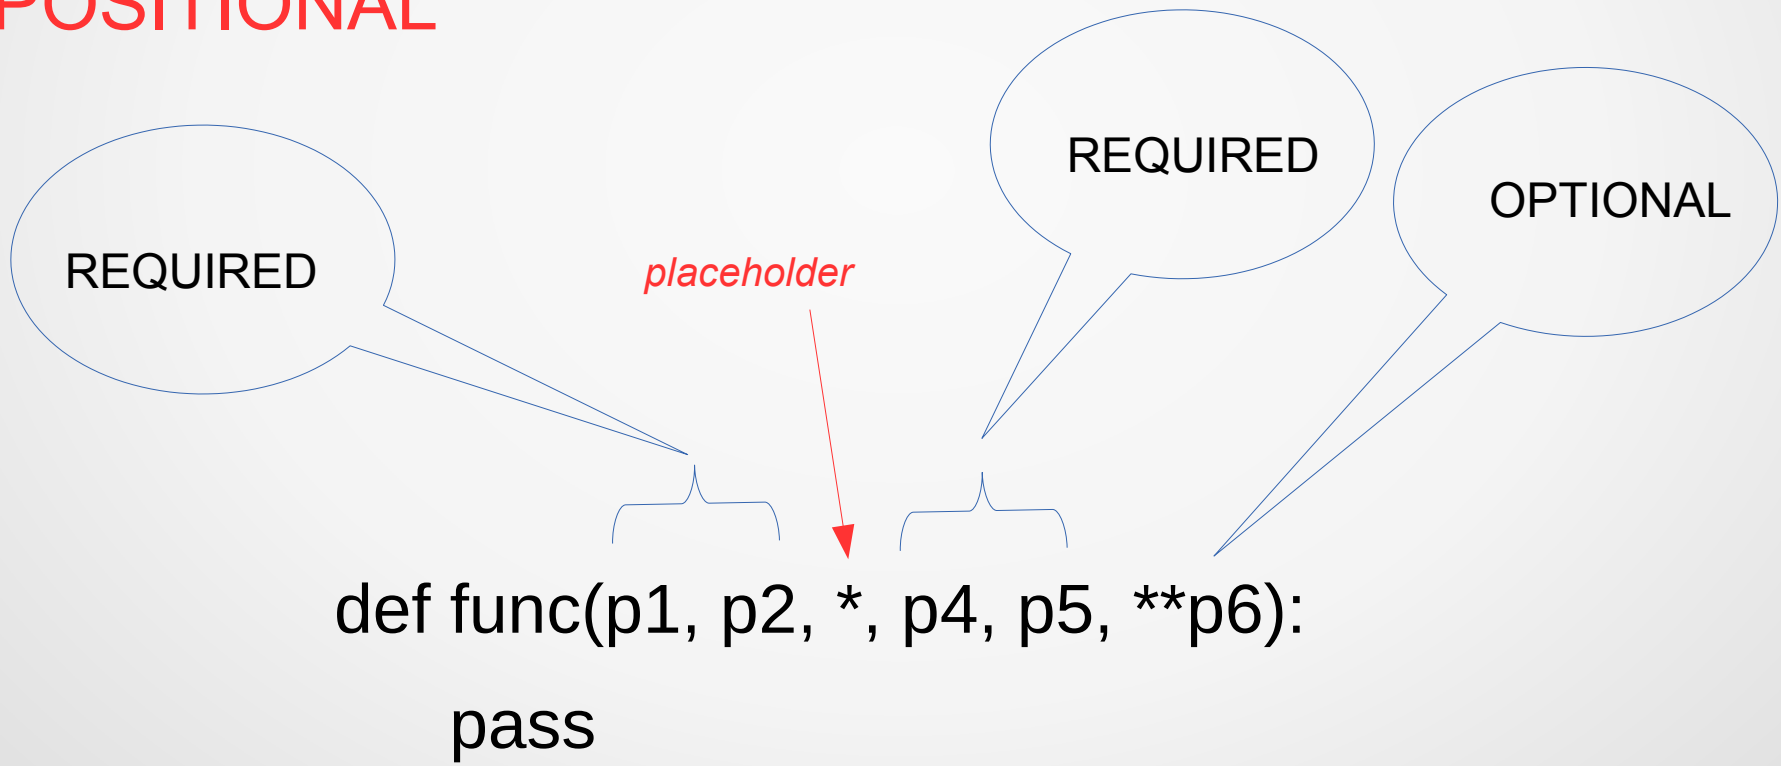 POSITIONAL
REQUIRED
OPTIONAL
REQUIRED
placeholder
def func(p1, p2, *, p4, p5, **p6):
pass